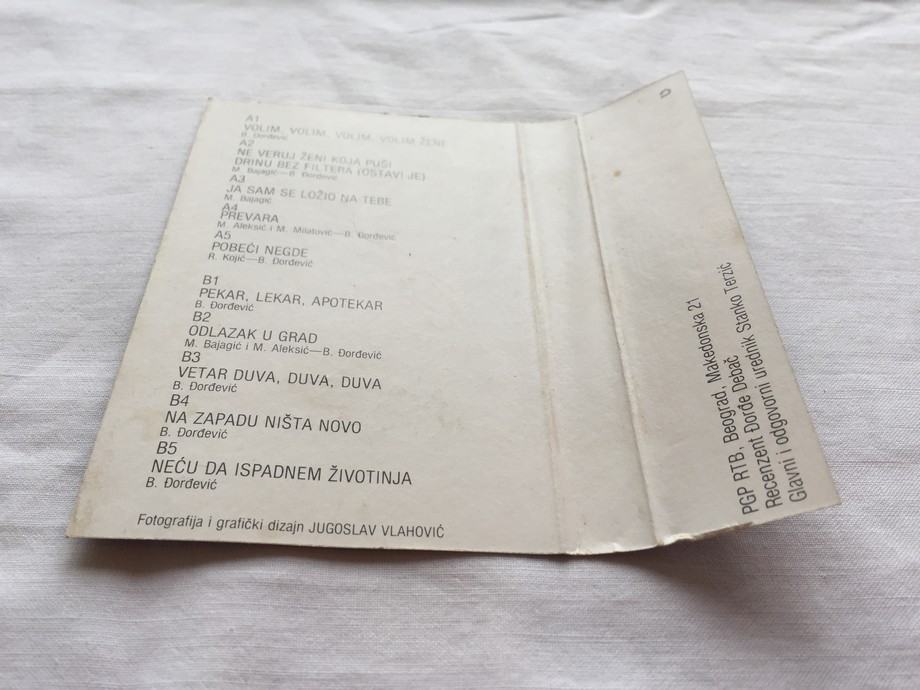 A1
VOLIM, VOLIM, VOLIM, VOLIM ŽENE
B. Đorđević
A2
NE VERUJ ŽENI KOJA PUŠI
DRINU BEZ FILTERA (OSTAVI JE)
M. Bajagić—B. Đorđević
A3
JA SAM SE LOŽIO NA TEBE
M. Bajagić
A4
PREVARA
M. Aleksić i M. Milatović—B. Đorđević
A5
POBEĆI NEGDE
R. Kojić—B. Đorđević
B1
PEKAR, LEKAR, APOTEKAR
B. Đorđević
B2
ODLAZAK U GRAD
M. Bajagić i M. Aleksić—B. Đorđević
B3
VETAR DUVA, DUVA, DUVA
B. Đorđević
B4
NA ZAPADU NIŠTA NOVO
B. Đorđević
B5
NEĆU DA ISPADNEM ŽIVOTINJA
B. Đorđević
Fotografija i grafički dizajn JUGOSLAV VLAHOVIĆ
PGP RTB, Beograd, Makedonska 21
Recenzent Đorđe Debač
Glavni i odgovorni urednik Stanko Terzić